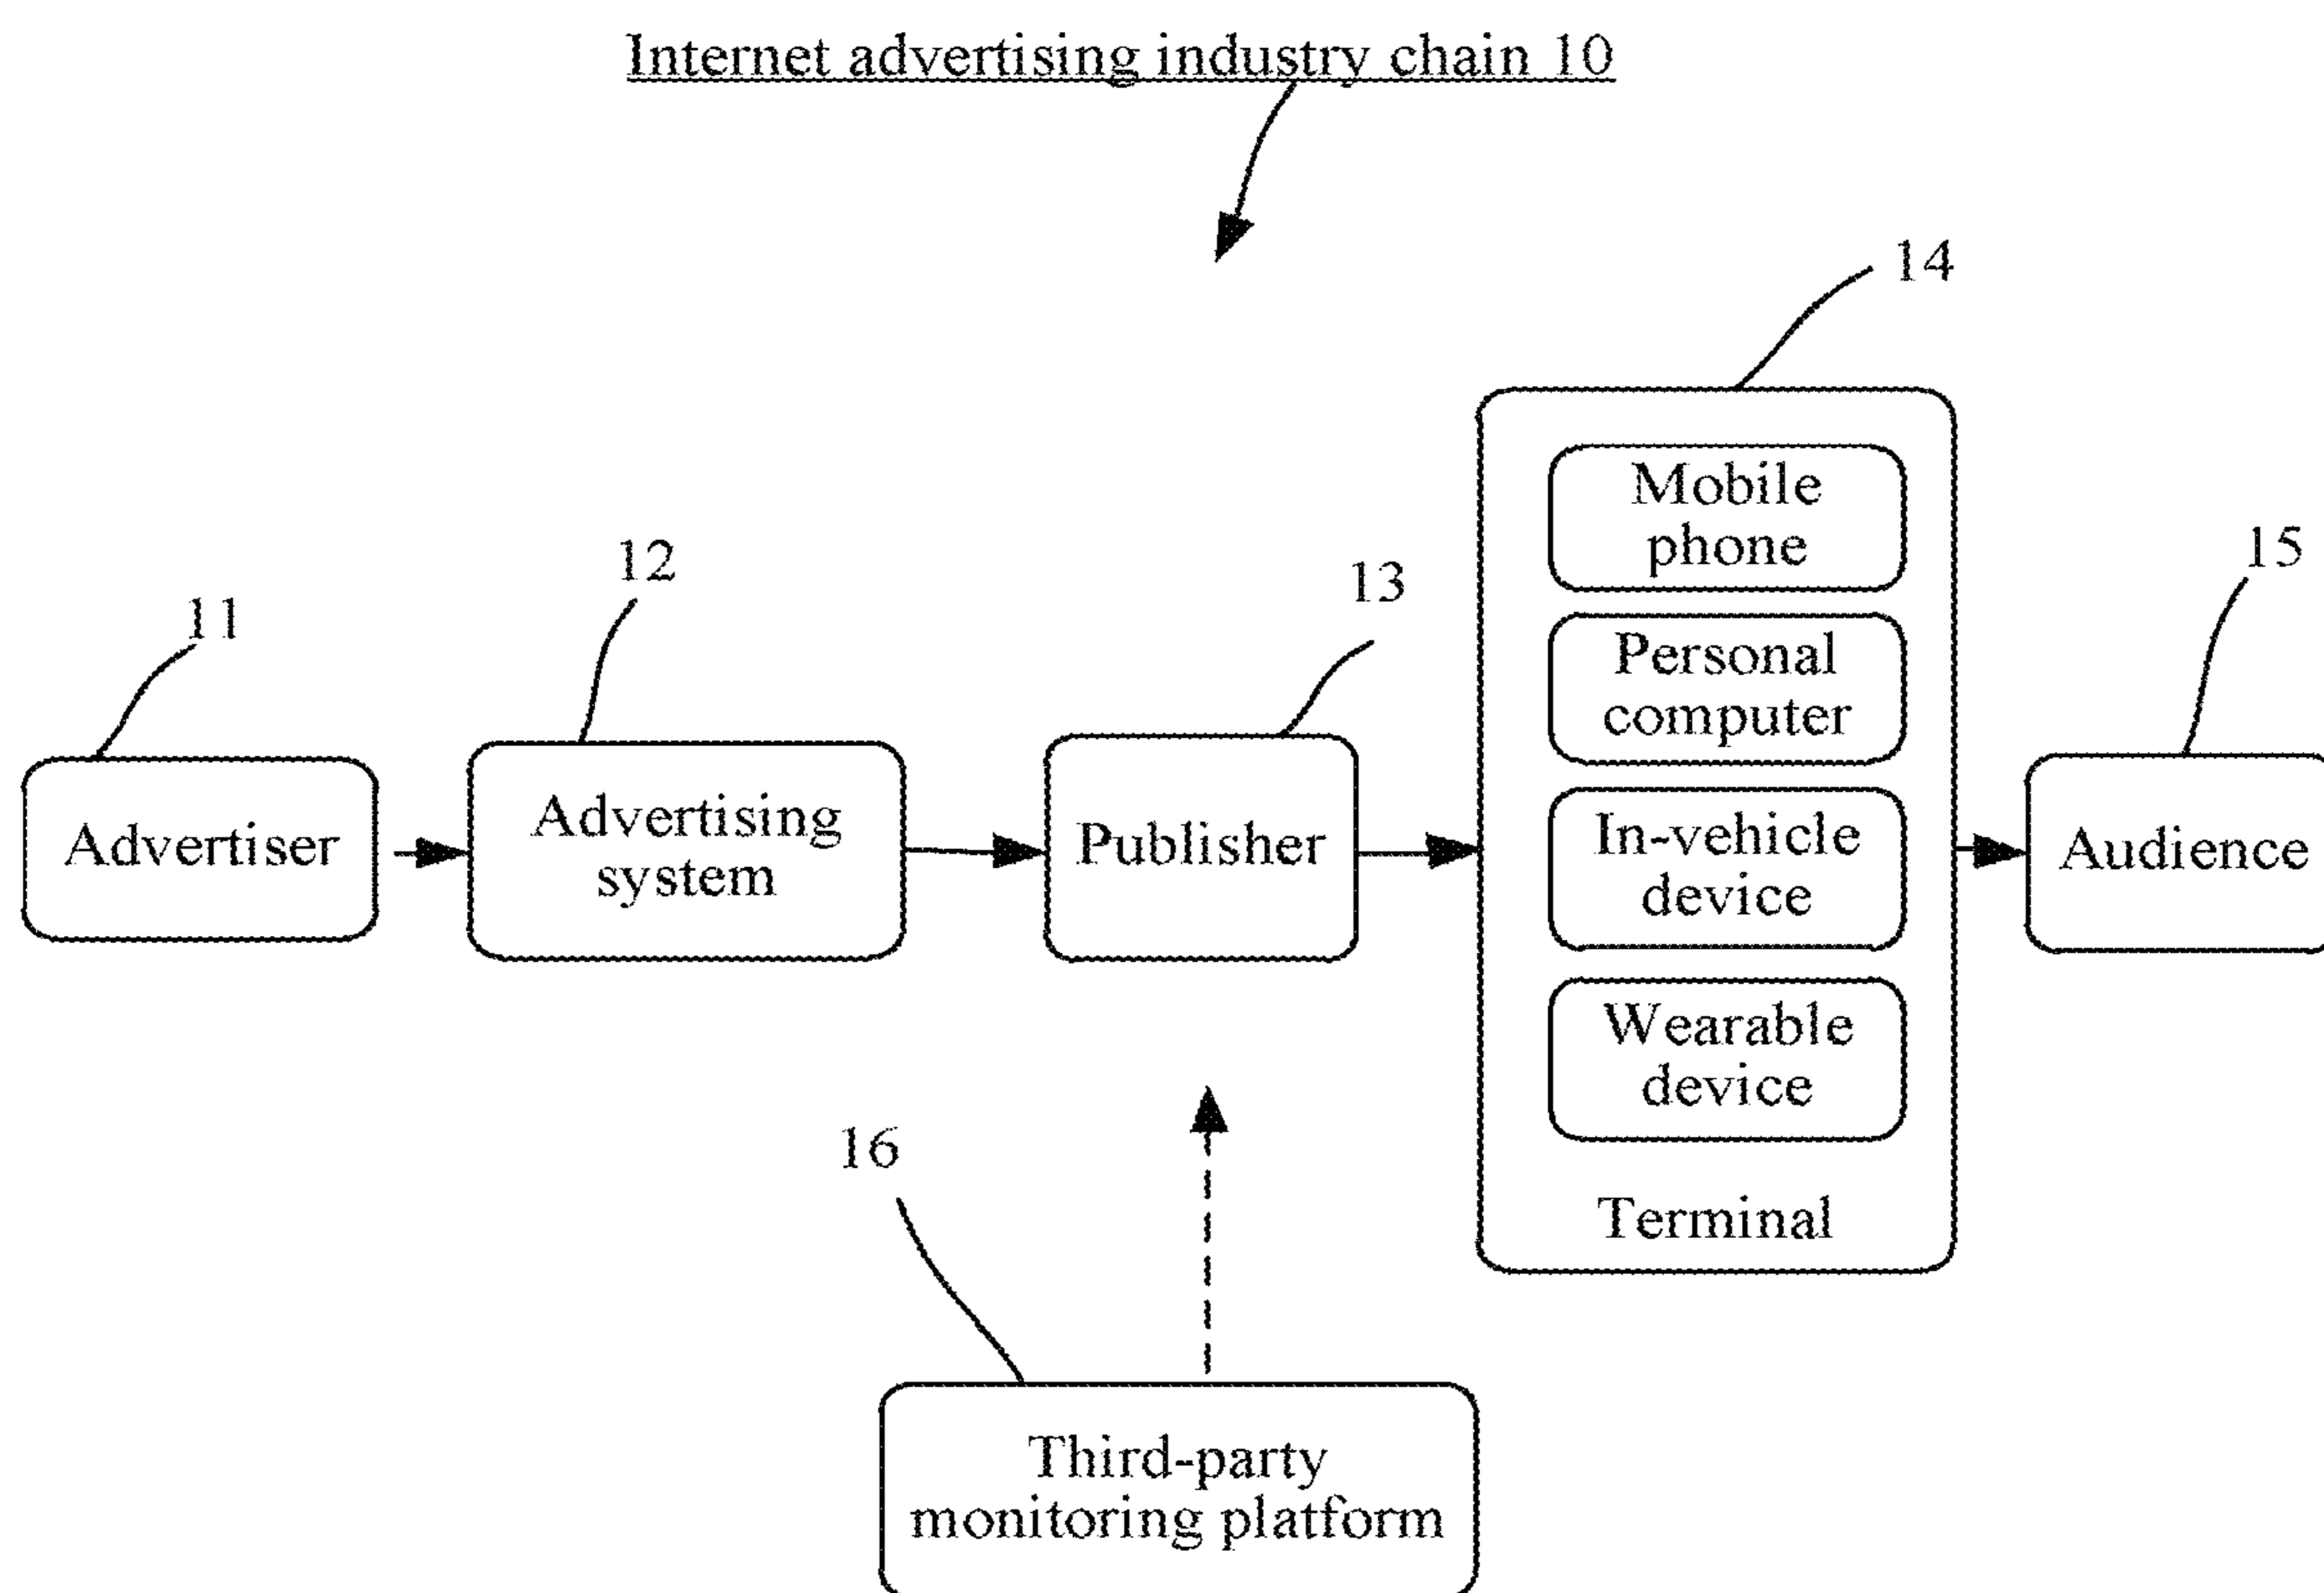 Internet advertising industry chain 10
14
Mobile
phone
12
15
13
11
Personal
computer
Advertiser
Advertising
system
Publisher
In-vehicle
device
Audience
Wearable
device
16
Terminal
Third-party
monitoring platform